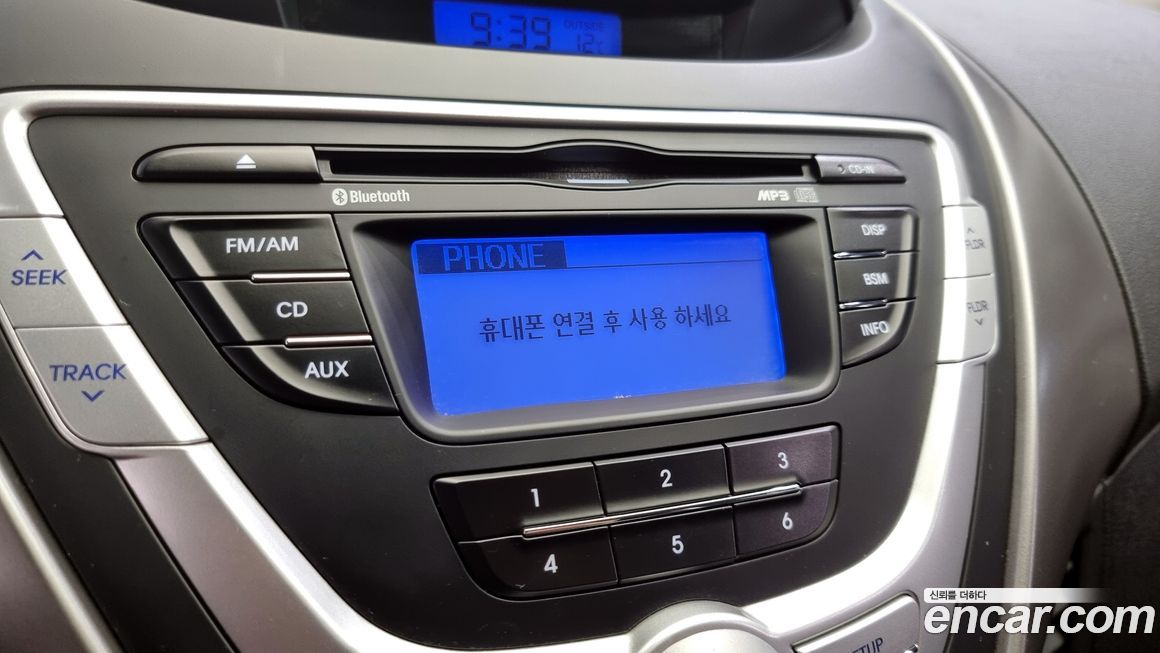 9:39
OUTSIDE
12℃
CD-IN
Bluetooth
MP3
FM/AM
CD
AUX
SEEK
TRACK
PHONE
휴대폰 연결 후 사용 하세요
DISP
BSM
INFO
FLDR
FLDR
1
2
3
4
5
6
SETUP
신뢰를 더하다
encar.com